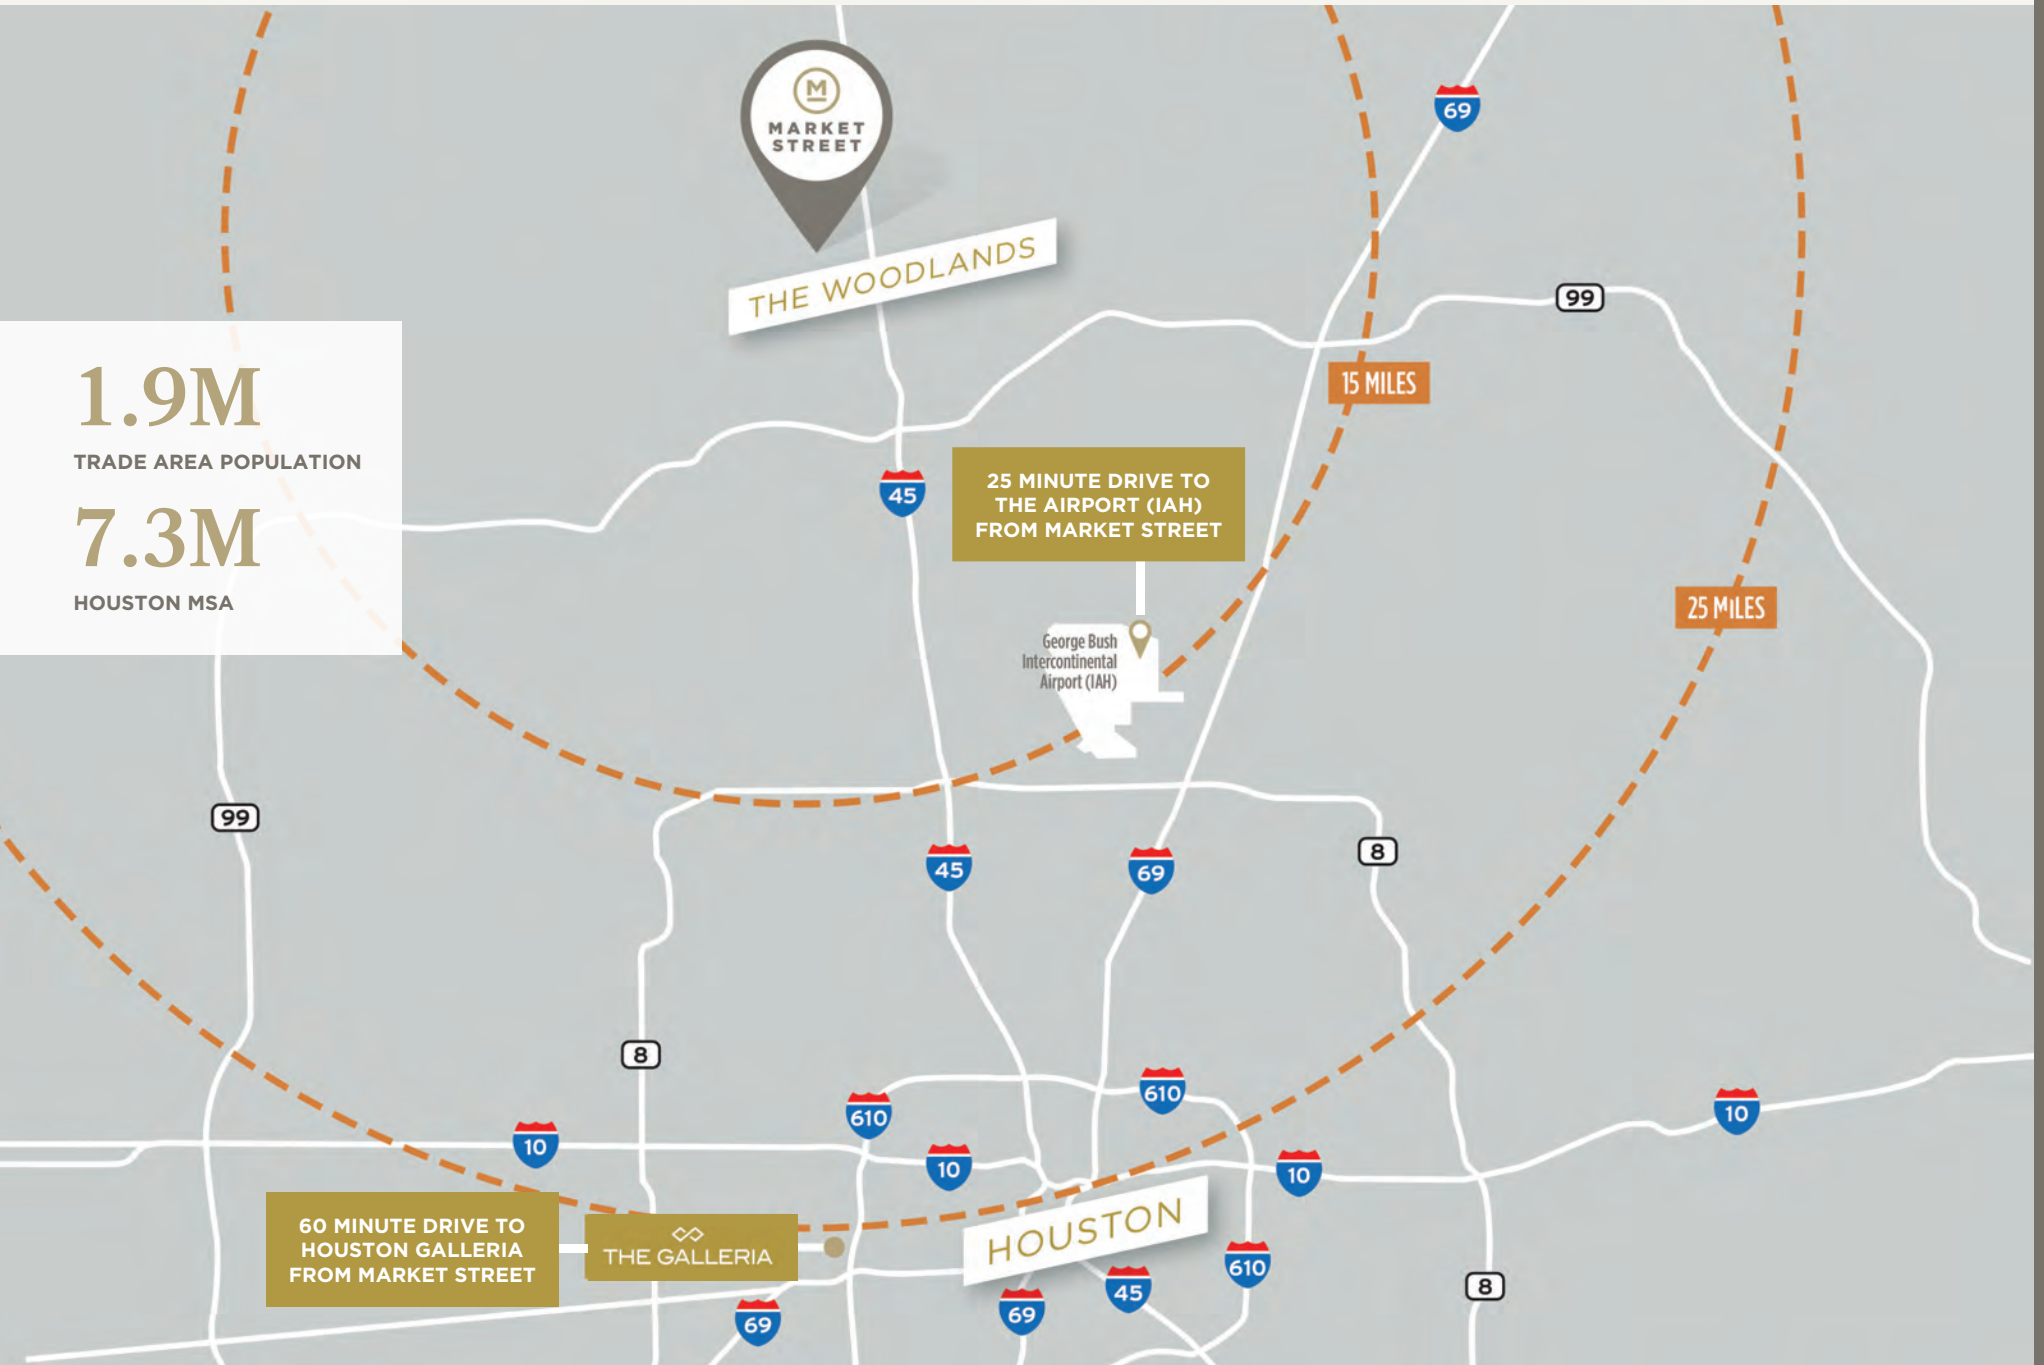 M
MARKET
STREET
69
THE WOODLANDS
99
1.9M
TRADE AREA POPULATION
7.3M
HOUSTON MSA
15 MILES
45
25 MINUTE DRIVE TO
THE AIRPORT (IAH)
FROM MARKET STREET
25 MILES
George Bush
Intercontinental
Airport (IAH)
99
45
69
8
8
610
610
10
10
10
10
60 MINUTE DRIVE TO
HOUSTON GALLERIA
FROM MARKET STREET
THE GALLERIA
HOUSTON
610
45
69
69
8